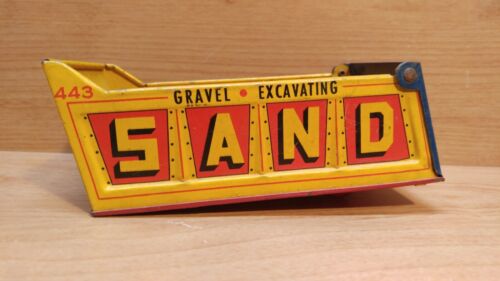 443
GRAVEL • EXCAVATING
SAND